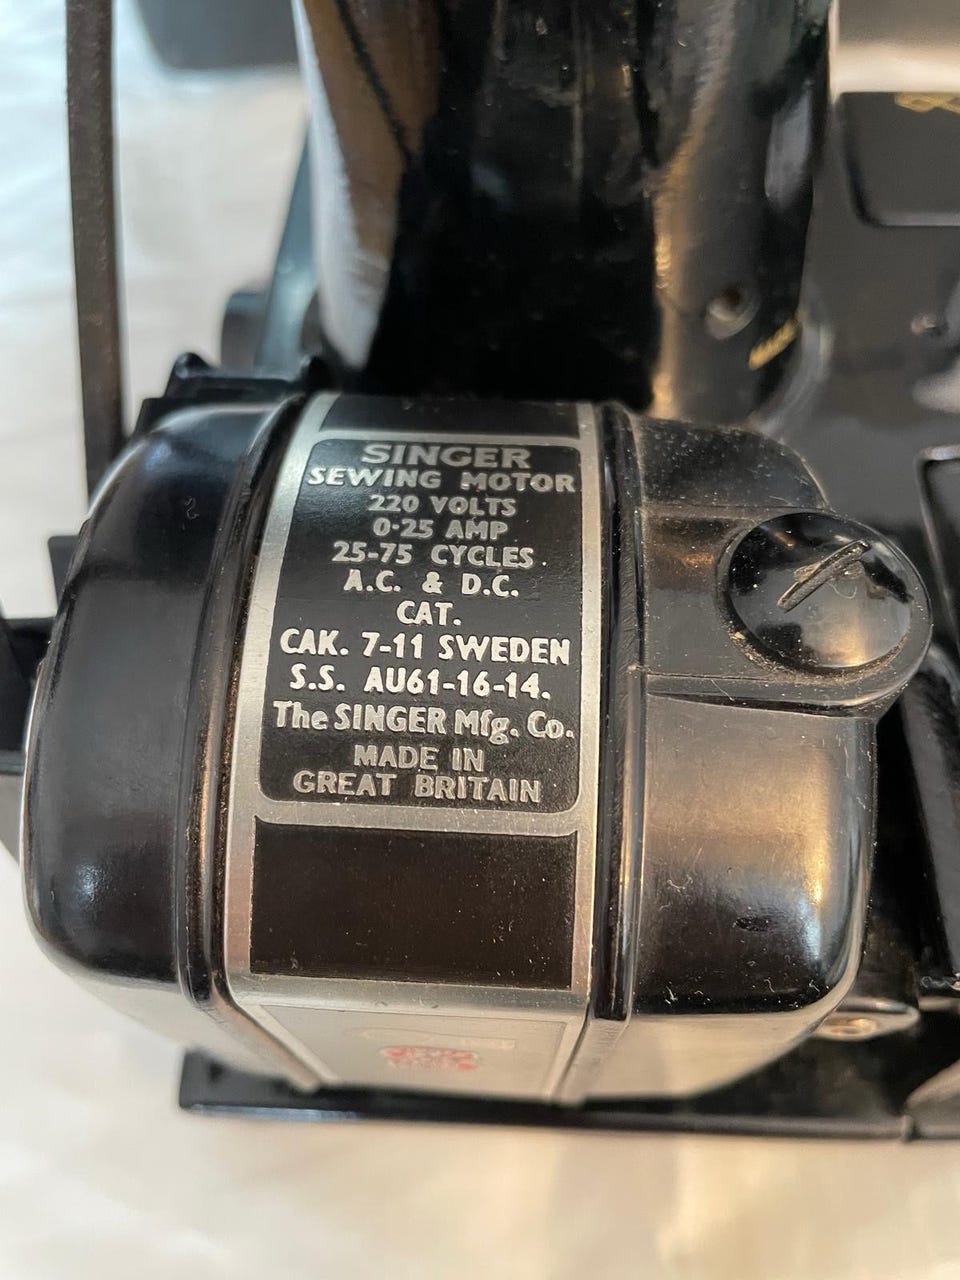 SINGER
SEWING MOTOR
220 VOLTS
0·25 AMP
25-75 CYCLES
A.C. & D.C.
CAT.
CAK. 7-11 SWEDEN
S.S. AU61-16-14.
The SINGER Mfg. Co.
MADE IN
GREAT BRITAIN